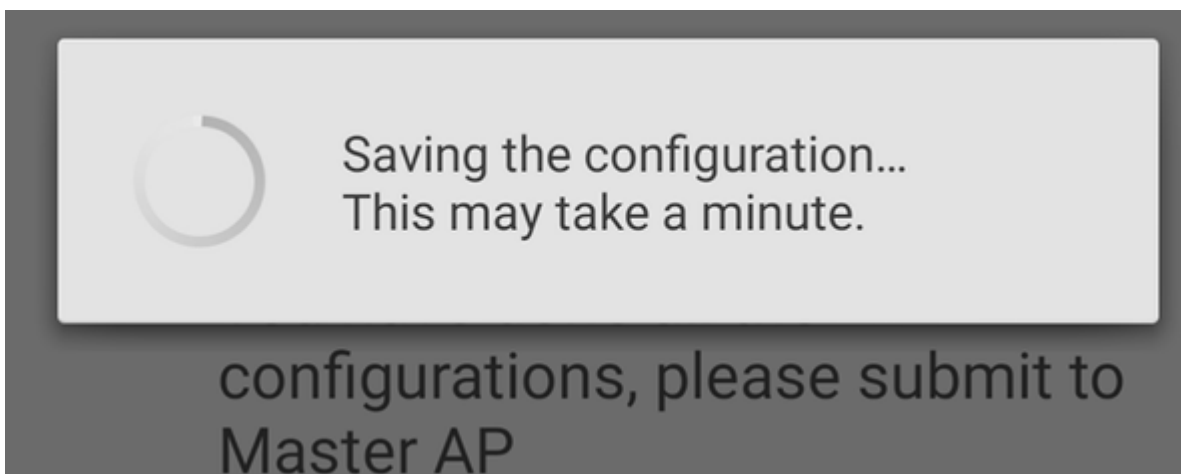 Saving the configuration...
This may take a minute.
configurations, please submit to
Master AP